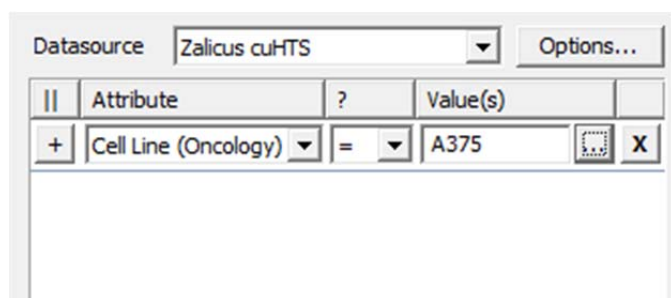 Datasource Zalicus cuHTS Options...
|| Attribute ? Value(s)
+ Cell Line (Oncology) = A375 ... X